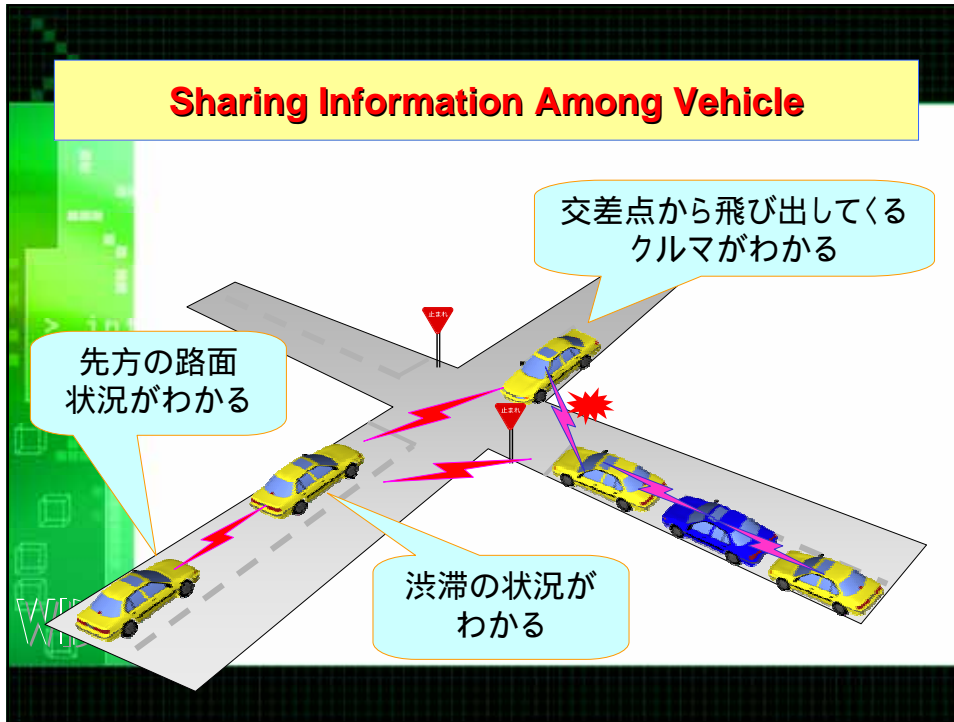 Sharing Information Among Vehicle
交差点から飛び出してくる
クルマがわかる
止まれ
先方の路面
状況がわかる
止まれ
渋滞の状況が
わかる